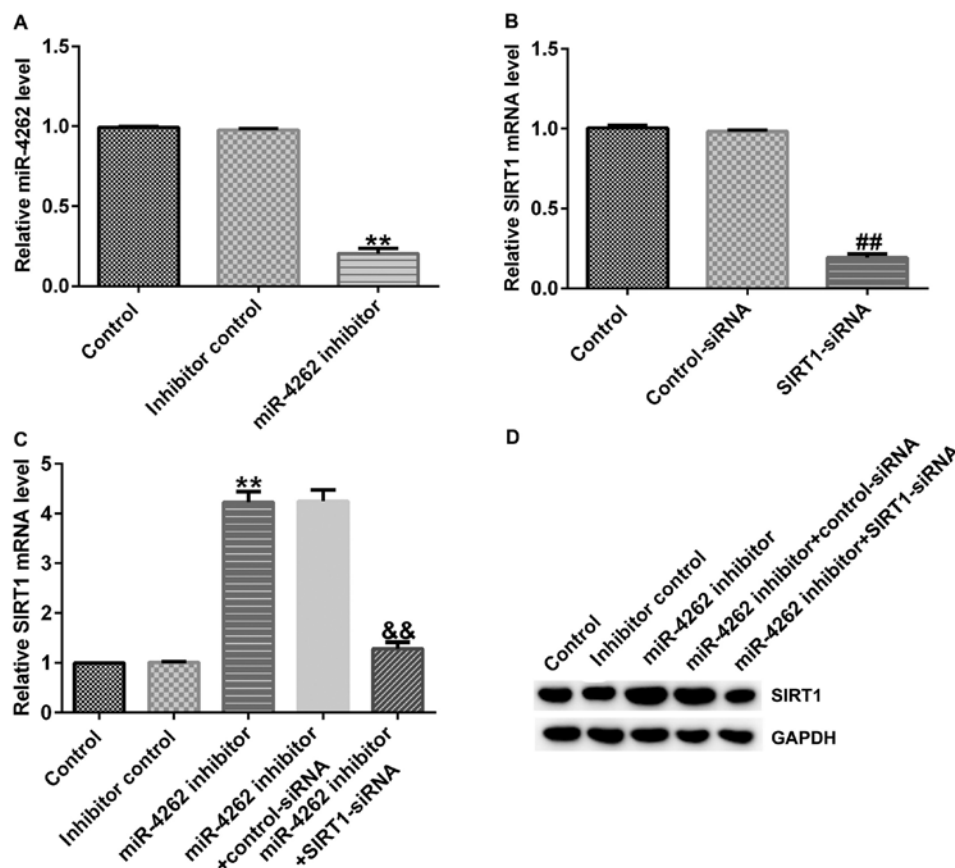 A
Relative miR-4262 level
1.5
1.0
0.5
0.0
**
Control
Inhibitor control
miR-4262 inhibitor
B
Relative SIRT1 mRNA level
1.5
1.0
0.5
0.0
##
Control
Control-siRNA
SIRT1-siRNA
C
Relative SIRT1 mRNA level
5
4
3
2
1
0
**
&&
Control
Inhibitor control
miR-4262 inhibitor
miR-4262 inhibitor
+control-siRNA
miR-4262 inhibitor
+SIRT1-siRNA
D
Control
Inhibitor control
miR-4262 inhibitor
miR-4262 inhibitor+control-siRNA
miR-4262 inhibitor+SIRT1-siRNA
SIRT1
GAPDH